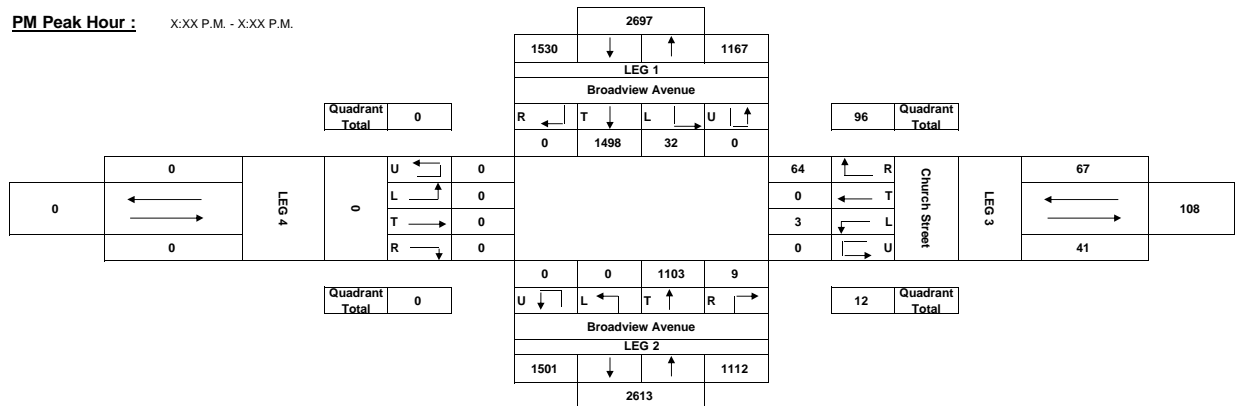 PM Peak Hour : X:XX P.M. - X:XX P.M.
2697
1530 1167
LEG 1
Broadview Avenue
Quadrant Total 0
R T L U
96 Quadrant Total
0 1498 32 0
0 U 0 64 R 67
0 LEG 4 0 L 0 0 T Church Street LEG 3 108
T 0 3 L
0 R 0 0 U 41
0 0 1103 9
Quadrant Total 0
U L T R
12 Quadrant Total
Broadview Avenue
LEG 2
1501 1112
2613